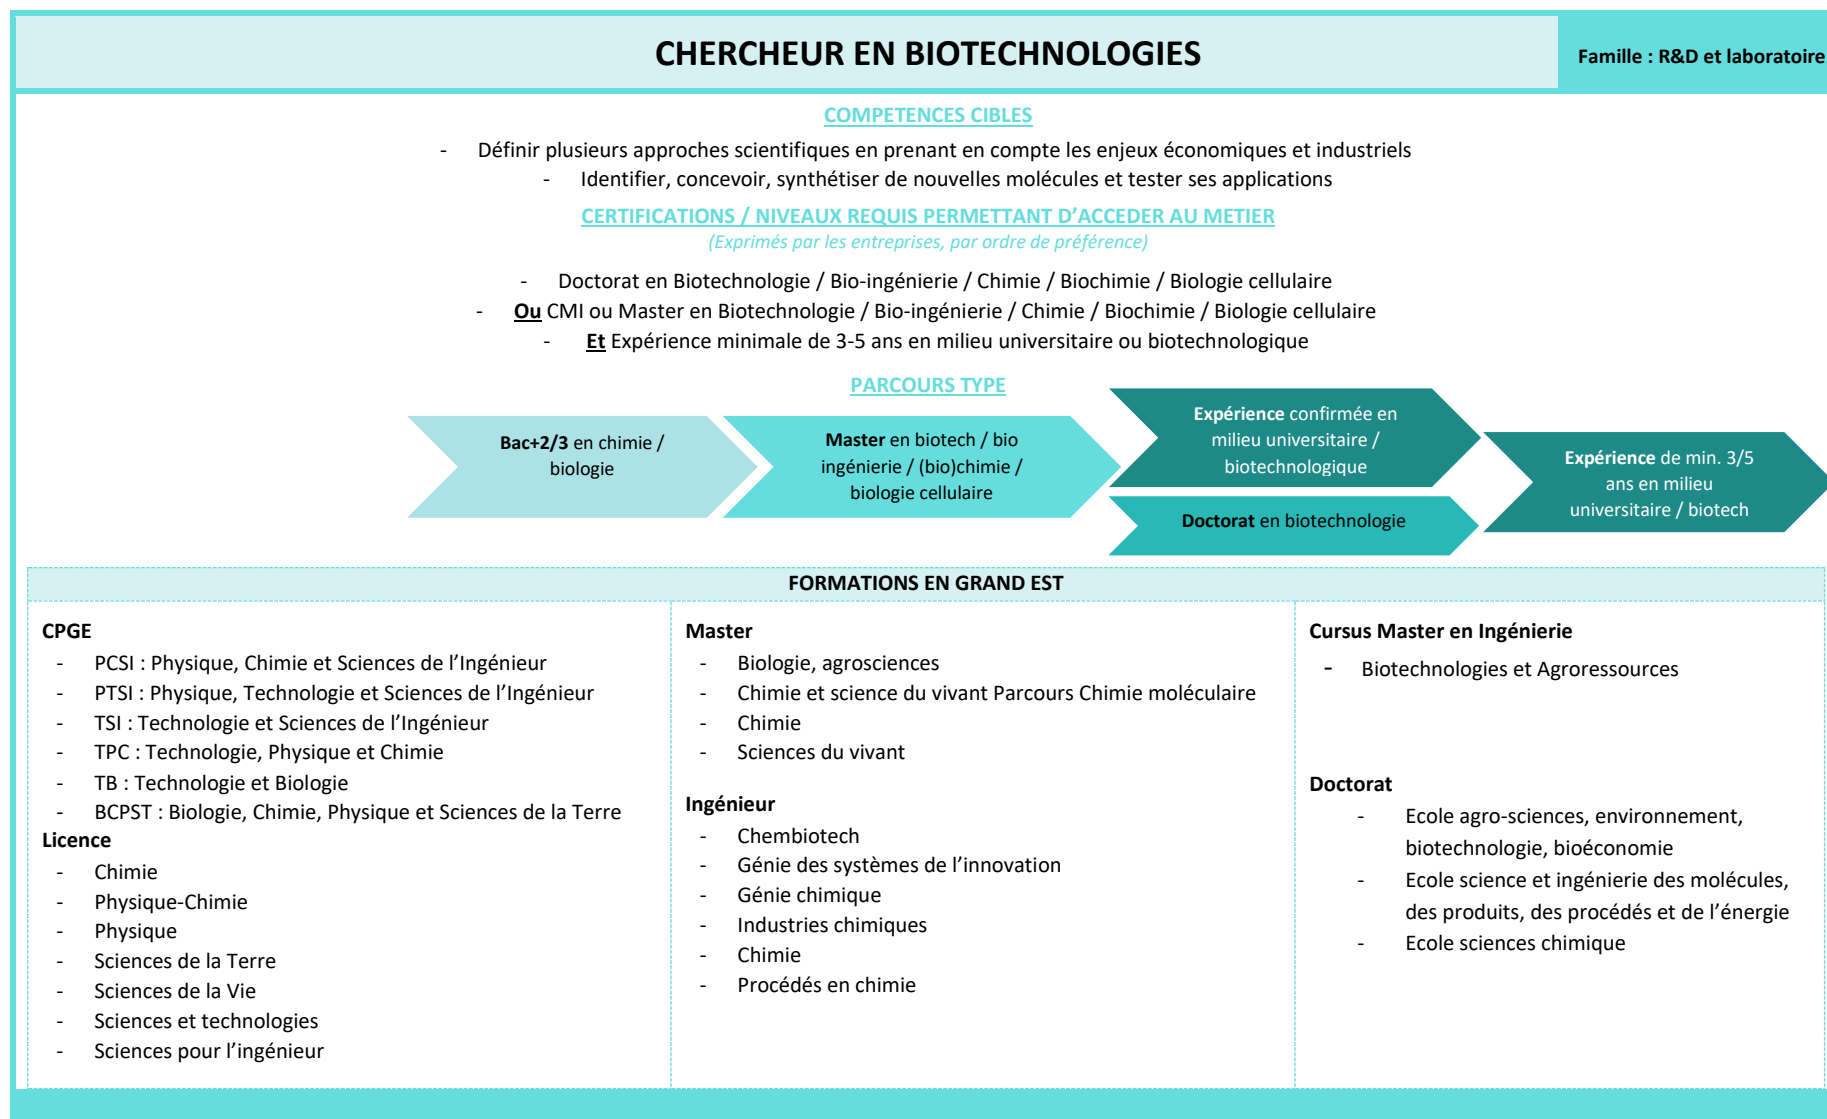 CHERCHEUR EN BIOTECHNOLOGIES
Famille : R&D et laboratoire
COMPETENCES CIBLES
- Définir plusieurs approches scientifiques en prenant en compte les enjeux économiques et industriels
- Identifier, concevoir, synthétiser de nouvelles molécules et tester ses applications
CERTIFICATIONS / NIVEAUX REQUIS PERMETTANT D’ACCEDER AU METIER
(Exprimés par les entreprises, par ordre de préférence)
- Doctorat en Biotechnologie / Bio-ingénierie / Chimie / Biochimie / Biologie cellulaire
- Ou CMI ou Master en Biotechnologie / Bio-ingénierie / Chimie / Biochimie / Biologie cellulaire
- Et Expérience minimale de 3-5 ans en milieu universitaire ou biotechnologique
PARCOURS TYPE
Bac+2/3 en chimie /
biologie
Master en biotech / bio
ingénierie / (bio)chimie /
biologie cellulaire
Expérience confirmée en
milieu universitaire /
biotechnologique
Doctorat en biotechnologie
Expérience de min. 3/5
ans en milieu
universitaire / biotech
FORMATIONS EN GRAND EST
CPGE
- PCSI : Physique, Chimie et Sciences de l’Ingénieur
- PTSI : Physique, Technologie et Sciences de l’Ingénieur
- TSI : Technologie et Sciences de l’Ingénieur
- TPC : Technologie, Physique et Chimie
- TB : Technologie et Biologie
- BCPST : Biologie, Chimie, Physique et Sciences de la Terre
Licence
- Chimie
- Physique-Chimie
- Physique
- Sciences de la Terre
- Sciences de la Vie
- Sciences et technologies
- Sciences pour l’ingénieur
Master
- Biologie, agrosciences
- Chimie et science du vivant Parcours Chimie moléculaire
- Chimie
- Sciences du vivant
Ingénieur
- Chembiotech
- Génie des systèmes de l’innovation
- Génie chimique
- Industries chimiques
- Chimie
- Procédés en chimie
Cursus Master en Ingénierie
- Biotechnologies et Agroressources
Doctorat
- Ecole agro-sciences, environnement,
biotechnologie, bioéconomie
- Ecole science et ingénierie des molécules,
des produits, des procédés et de l’énergie
- Ecole sciences chimique